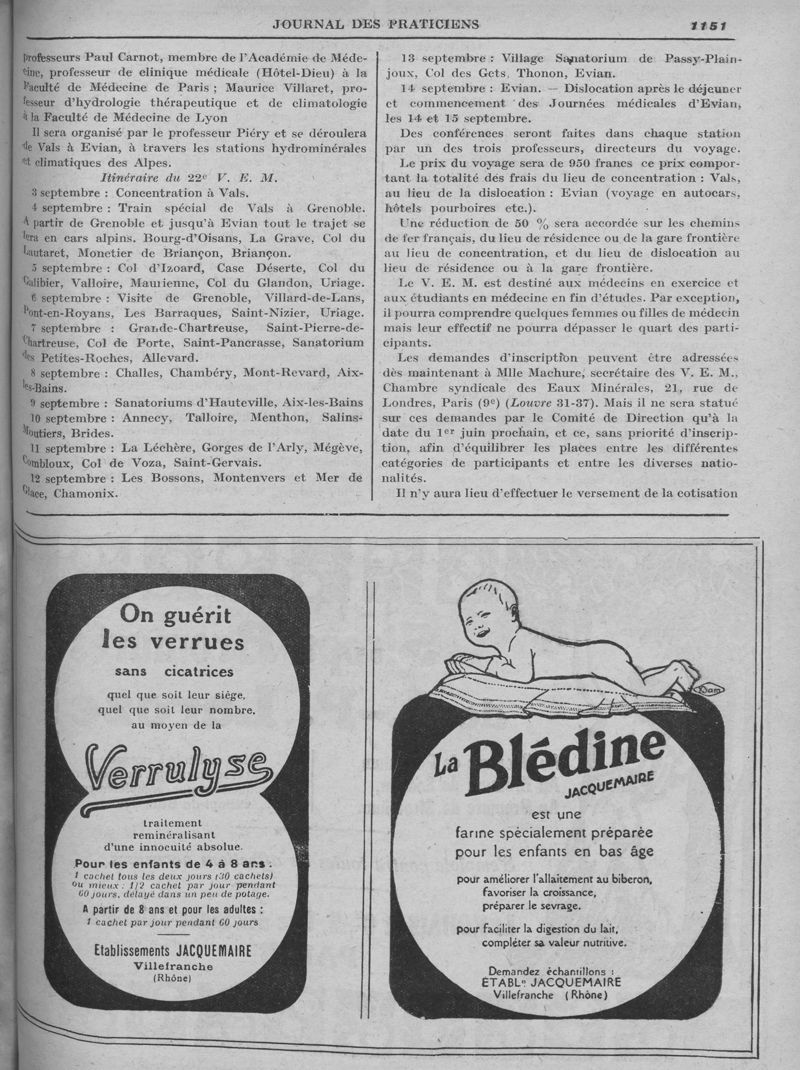 JOURNAL DES PRATICIENS
1151
professeurs Paul Carnot, membre de l'Académie de Méde-
cine, professeur de clinique médicale (Hôtel-Dieu) à la
Faculté de Médecine de Paris ; Maurice Villaret, pro-
fesseur d'hydrologie thérapeutique et de climatologie
à la Faculté de Médecine de Lyon
Il sera organisé par le professeur Piéry et se déroulera
de Vals à Evian, à travers les stations hydrominérales
et climatiques des Alpes.
Itinéraire du 22e V. E. M.
3 septembre : Concentration à Vals.
4 septembre : Train spécial de Vals à Grenoble.
A partir de Grenoble et jusqu'à Evian tout le trajet se
fera en cars alpins. Bourg-d'Oisans, La Grave, Col du
Lautaret, Monetier de Briançon, Briançon.
5 septembre : Col d'Izoard, Case Déserte, Col du
Galibier, Valloire, Maurienne, Col du Glandon, Uriage.
6 septembre : Visite de Grenoble, Villard-de-Lans,
Pont-en-Royans, Les Barraques, Saint-Nizier, Uriage.
7 septembre : Grande-Chartreuse, Saint-Pierre-de-
Chartreuse, Col de Porte, Saint-Pancrasse, Sanatorium
des Petites-Roches, Allevard.
8 septembre : Challes, Chambéry, Mont-Revard, Aix-
les-Bains.
9 septembre : Sanatoriums d'Hauteville, Aix-les-Bains
10 septembre : Annecy, Talloire, Menthon, Salins-
Moutiers, Brides.
11 septembre : La Léchère, Gorges de l'Arly, Mégève,
Combloux, Col de Voza, Saint-Gervais.
12 septembre : Les Bossons, Montenvers et Mer de
Glace, Chamonix.
13 septembre : Village Sanatorium de Passy-Plain-
joux, Col des Gets, Thonon, Evian.
14 septembre : Evian. — Dislocation après le déjeuner
et commencement des Journées médicales d'Evian,
les 14 et 15 septembre.
Des conférences seront faites dans chaque station
par un des trois professeurs, directeurs du voyage.
Le prix du voyage sera de 950 francs ce prix compor-
tant la totalité des frais du lieu de concentration : Vals,
au lieu de la dislocation : Evian (voyage en autocars,
hôtels pourboires etc.).
Une réduction de 50 % sera accordée sur les chemins
de fer français, du lieu de résidence ou de la gare frontière
au lieu de concentration, et du lieu de dislocation au
lieu de résidence ou à la gare frontière.
Le V. E. M. est destiné aux médecins en exercice et
aux étudiants en médecine en fin d'études. Par exception,
il pourra comprendre quelques femmes ou filles de médecin
mais leur effectif ne pourra dépasser le quart des parti-
cipants.
Les demandes d'inscription peuvent être adressées
dès maintenant à Mlle Machure, secrétaire des V. E. M.,
Chambre syndicale des Eaux Minérales, 21, rue de
Londres, Paris (9e) (Louvre 31-37). Mais il ne sera statué
sur ces demandes par le Comité de Direction qu'à la
date du 1er juin prochain, et ce, sans priorité d'inscrip-
tion, afin d'équilibrer les places entre les différentes
catégories de participants et entre les diverses natio-
nalités.
Il n'y aura lieu d'effectuer le versement de la cotisation
On guérit
les verrues
sans cicatrices
quel que soit leur siège,
quel que soit leur nombre,
au moyen de la
Verrulyse
traitement
reminéralisant
d'une innocuité absolue.
Pour les enfants de 4 à 8 ans :
1 cachet tous les deux jours (30 cachets)
ou mieux : 1/2 cachet par jour pendant
60 jours, délayé dans un peu de potage.
A partir de 8 ans et pour les adultes :
1 cachet par jour pendant 60 jours
Etablissements JACQUEMAIRE
Villefranche
(Rhône)
La Blédine
JACQUEMAIRE
est une
farine spécialement préparée
pour les enfants en bas âge
pour améliorer l'allaitement au biberon,
favoriser la croissance,
préparer le sevrage.
pour faciliter la digestion du lait,
compléter sa valeur nutritive.
Demandez échantillons :
ÉTABLts JACQUEMAIRE
Villefranche (Rhône)